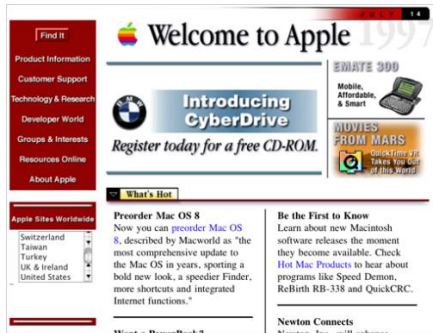 JULY 14
1997
Find It
Product Information
Customer Support
Technology & Research
Developer World
Groups & Interests
Resources Online
About Apple
Apple Sites Worldwide
Switzerland
Taiwan
Turkey
UK & Ireland
United States
Welcome to Apple
BMW
Introducing
CyberDrive
Register today for a free CD-ROM.
EMATE 300
Mobile,
Affordable,
& Smart
MOVIES
FROM MARS
QuickTime VR
Takes You Out
of this World
What's Hot
Preorder Mac OS 8
Now you can preorder Mac OS
8, described by Macworld as "the
most comprehensive update to
the Mac OS in years, sporting a
bold new look, a speedier Finder,
more shortcuts and integrated
Internet functions."
Be the First to Know
Learn about new Macintosh
software releases the moment
they become available. Check
Hot Mac Products to hear about
programs like Speed Demon,
ReBirth RB-338 and QuickCRC.
Newton Connects